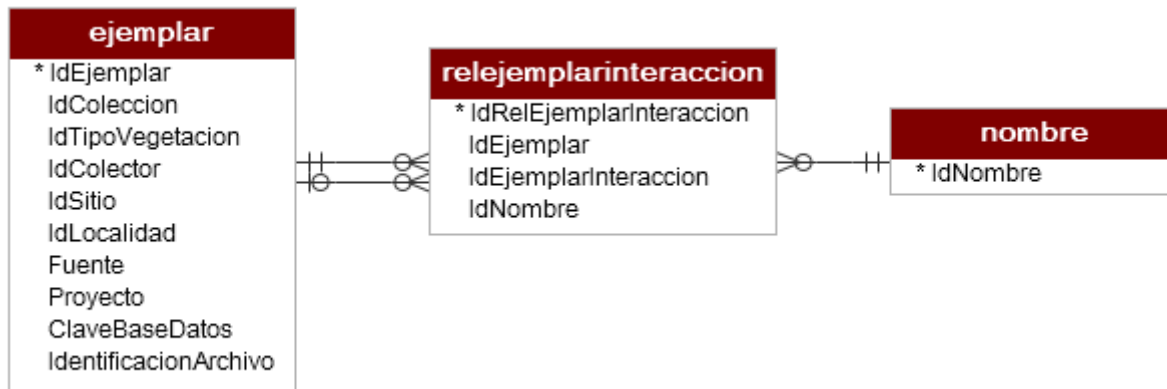 ejemplar
* IdEjemplar
IdColeccion
IdTipoVegetacion
IdColector
IdSitio
IdLocalidad
Fuente
Proyecto
ClaveBaseDatos
IdentificacionArchivo
relejemplarinteraccion
* IdRelEjemplarInteraccion
IdEjemplar
IdEjemplarInteraccion
IdNombre
nombre
* IdNombre